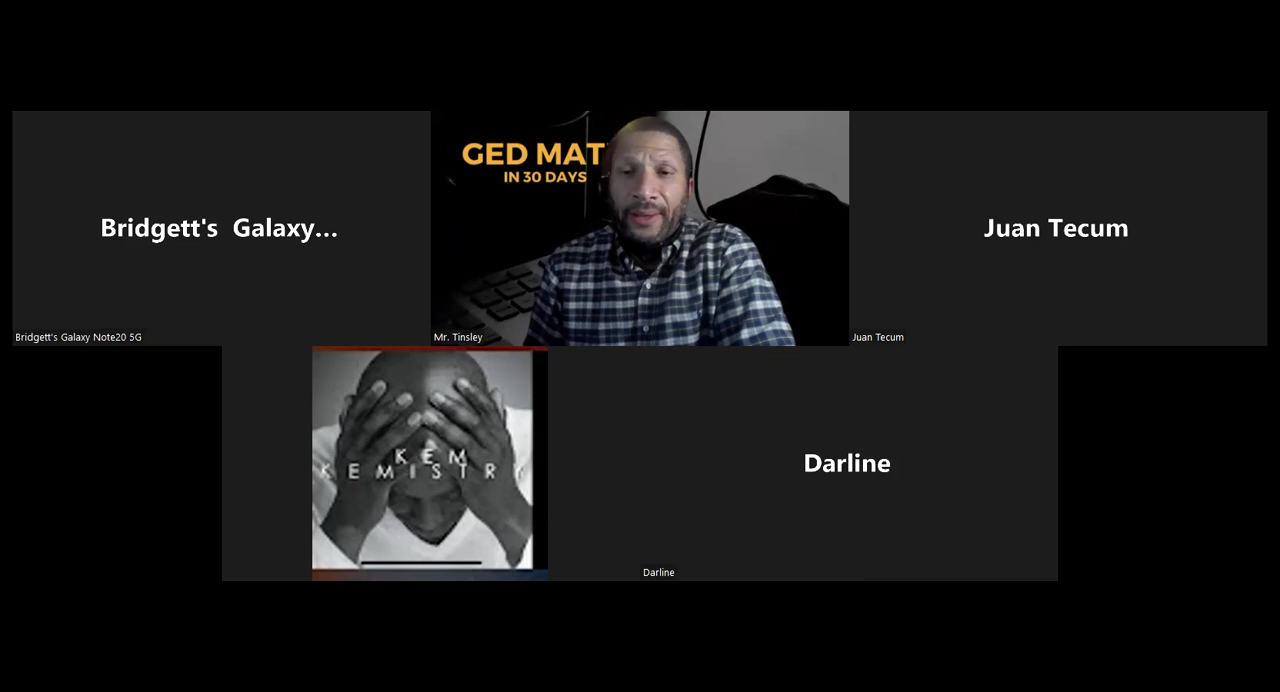 Bridgett's  Galaxy...
GED MAT
IN 30 DAYS
Juan Tecum
Bridgett's Galaxy Note20 5G
Mr. Tinsley
Juan Tecum
KEM
KEMISTRY
Darline
Darline